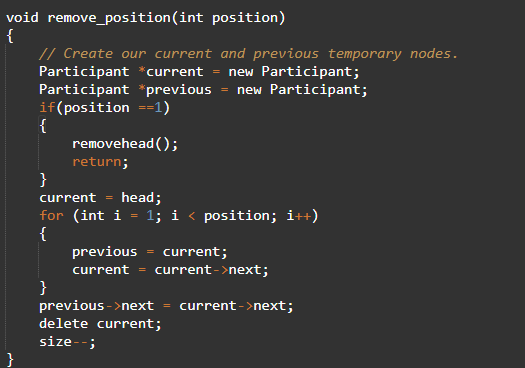 void remove_position(int position)
{
    // Create our current and previous temporary nodes.
    Participant *current = new Participant;
    Participant *previous = new Participant;
    if(position ==1)
    {
        removehead();
        return;
    }
    current = head;
    for (int i = 1; i < position; i++)
    {
        previous = current;
        current = current->next;
    }
    previous->next = current->next;
    delete current;
    size--;
}